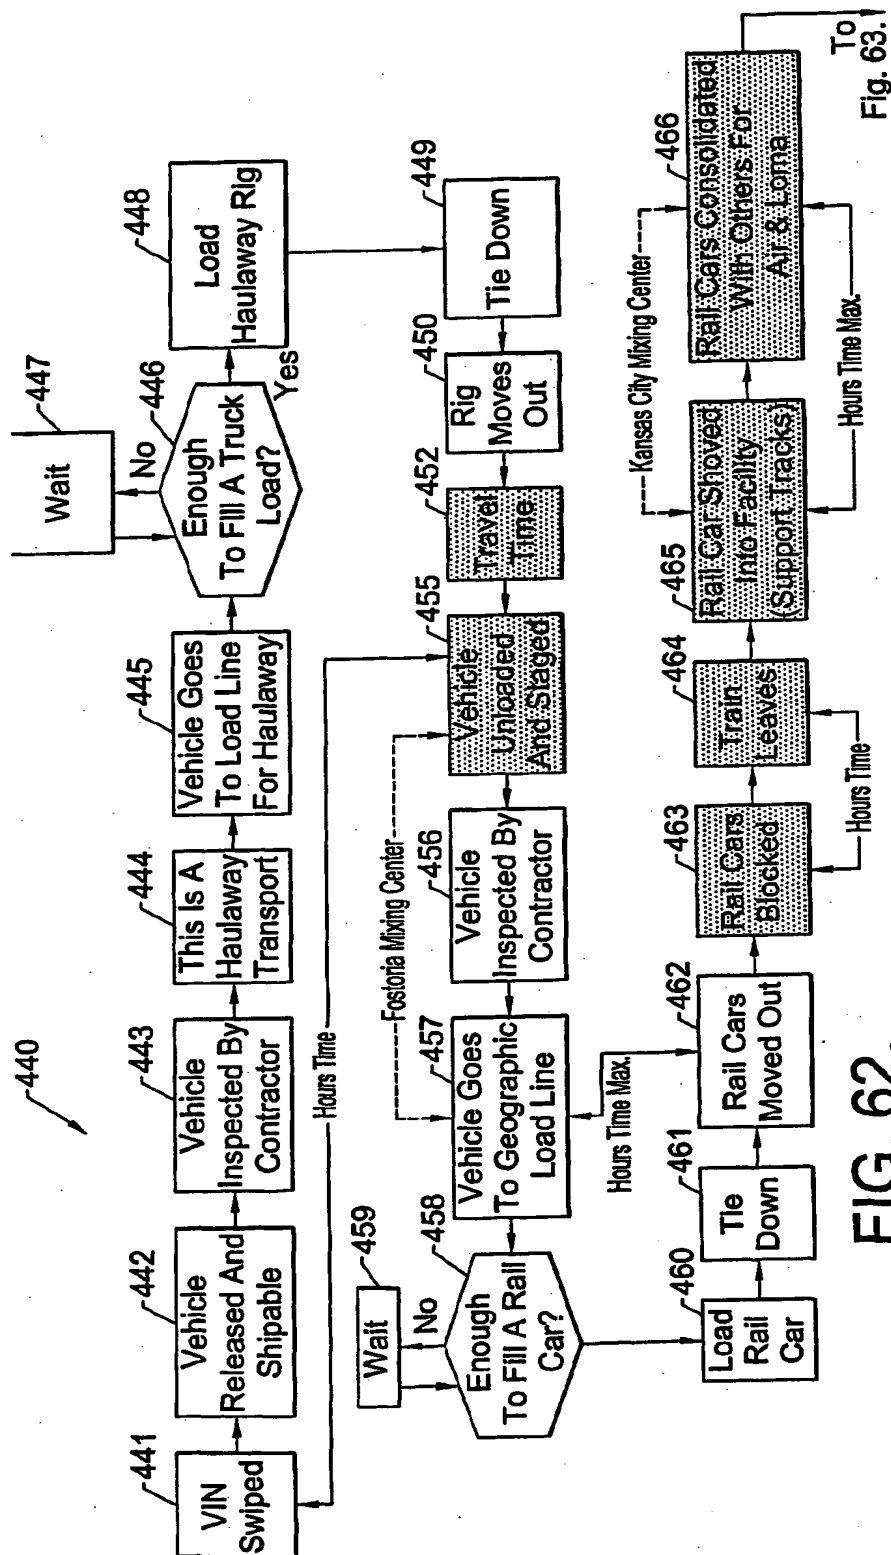 440
441
VIN
Swiped
442
Vehicle
Released And
Shipable
443
Vehicle
Inspected By
Contractor
444
This Is A
Haulaway
Transport
445
Vehicle Goes
To Load Line
For Haulaway
446
Enough
To Fill A Truck
Load?
No
Yes
447
Wait
448
Load
Haulaway Rig
Hours Time
449
Tie Down
450
Rig
Moves
Out
452
Travel
Time
455
Vehicle
Unloaded
And Staged
Fostoria Mixing Center
456
Vehicle
Inspected By
Contractor
457
Vehicle Goes
To Geographic
Load Line
458
Enough
To Fill A Rail
Car?
No
459
Wait
Hours Time Max.
460
Load
Rail
Car
461
Tie
Down
462
Rail Cars
Moved Out
463
Rail Cars
Blocked
464
Train
Leaves
Hours Time
465
Rail Car Shoved
Into Facility
(Support Tracks)
466
Rail Cars Consolidated
With Others For
Air & Loma
Kansas City Mixing Center
Hours Time Max.
To
Fig. 63.
FIG. 62.